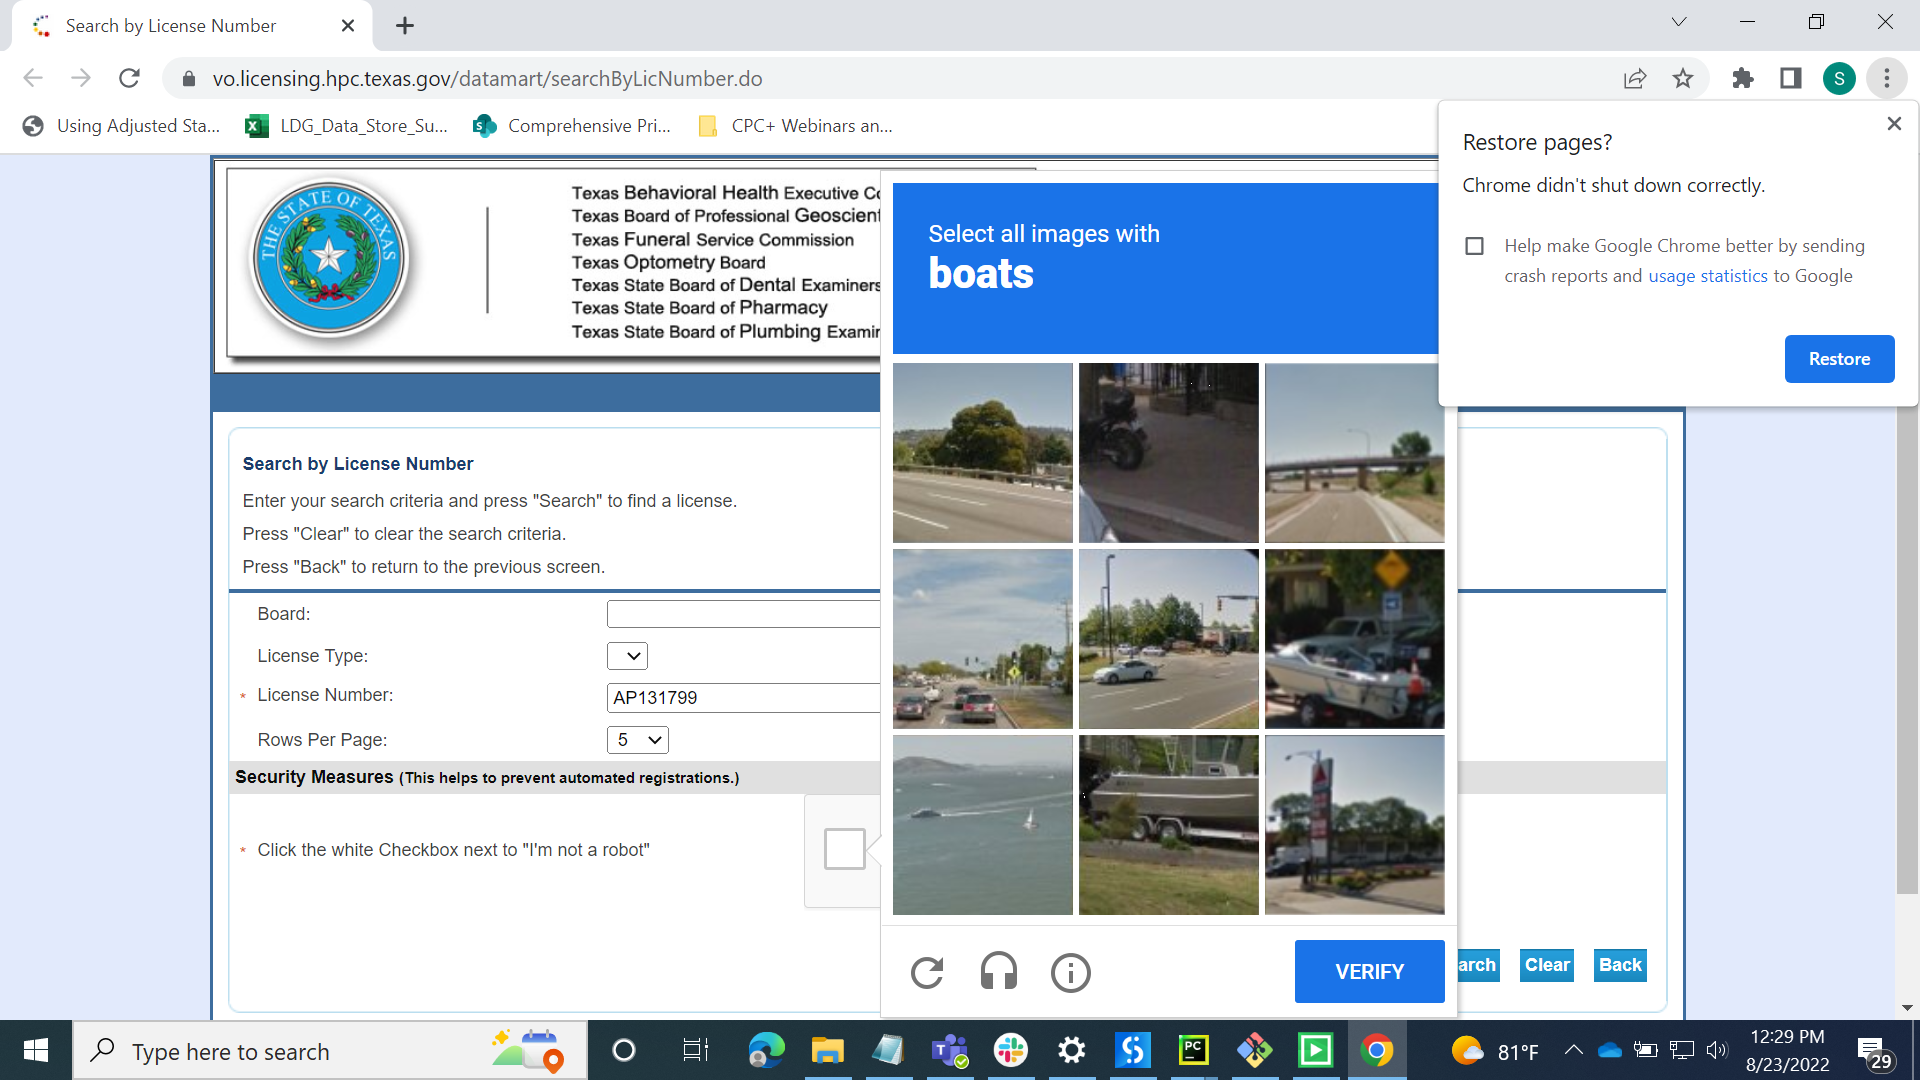 Search by License Number
vo.licensing.hpc.texas.gov/datamart/searchByLicNumber.do
S
Using Adjusted Sta...
LDG_Data_Store_Su...
Comprehensive Pri...
CPC+ Webinars an...
Restore pages?
Chrome didn't shut down correctly.
Help make Google Chrome better by sending
crash reports and usage statistics to Google
Restore
THE STATE OF TEXAS
Texas Behavioral Health Executive
Texas Board of Professional
Texas Funeral Service Commission
Texas Optometry Board
Texas State Board of Dental Examiners
Texas State Board of Pharmacy
Texas State Board of Plumbing
Select all images with
boats
Search by License Number
Enter your search criteria and press "Search" to find a license.
Press "Clear" to clear the search criteria.
Press "Back" to return to the previous screen.
Board:
License Type:
* License Number:
AP131799
Rows Per Page:
5
Security Measures (This helps to prevent automated registrations.)
* Click the white Checkbox next to "I'm not a robot"
VERIFY
arch
Clear
Back
Type here to search
PC
81°F
12:29 PM
8/23/2022
29